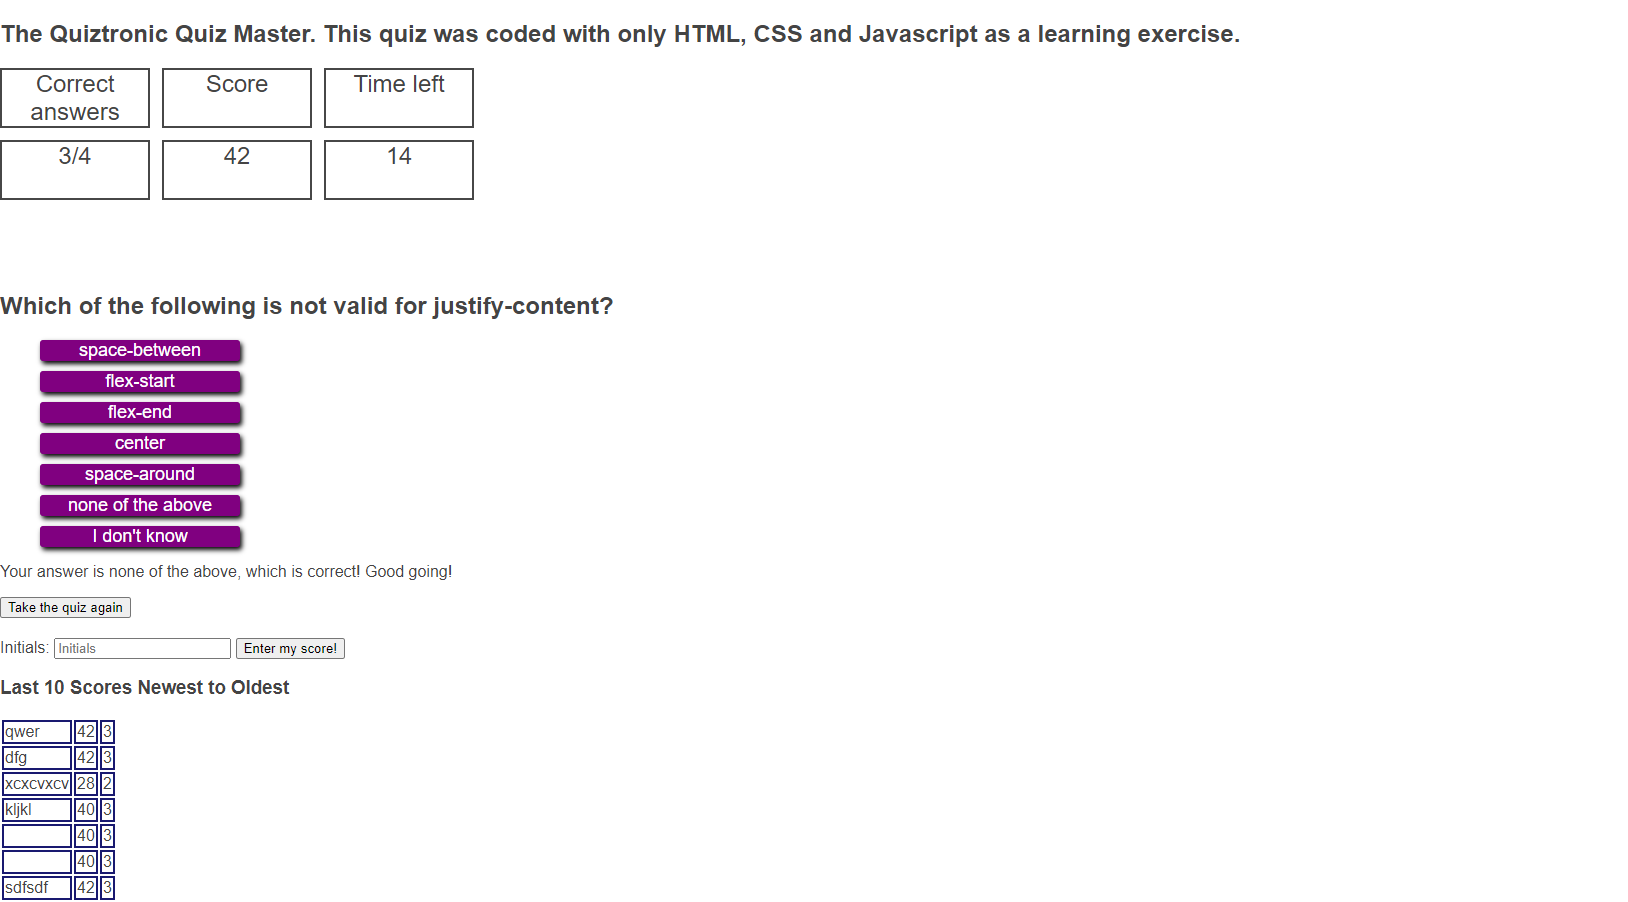 The Quiztronic Quiz Master. This quiz was coded with only HTML, CSS and Javascript as a learning exercise.
Correct answers Score Time left
3/4 42 14
Which of the following is not valid for justify-content?
space-between
flex-start
flex-end
center
space-around
none of the above
I don't know
Your answer is none of the above, which is correct! Good going!
Take the quiz again
Initials: Initials Enter my score!
Last 10 Scores Newest to Oldest
qwer 42 3
dfg 42 3
xcxcvxcv 28 2
kljkl 40 3
40 3
40 3
sdfsdf 42 3